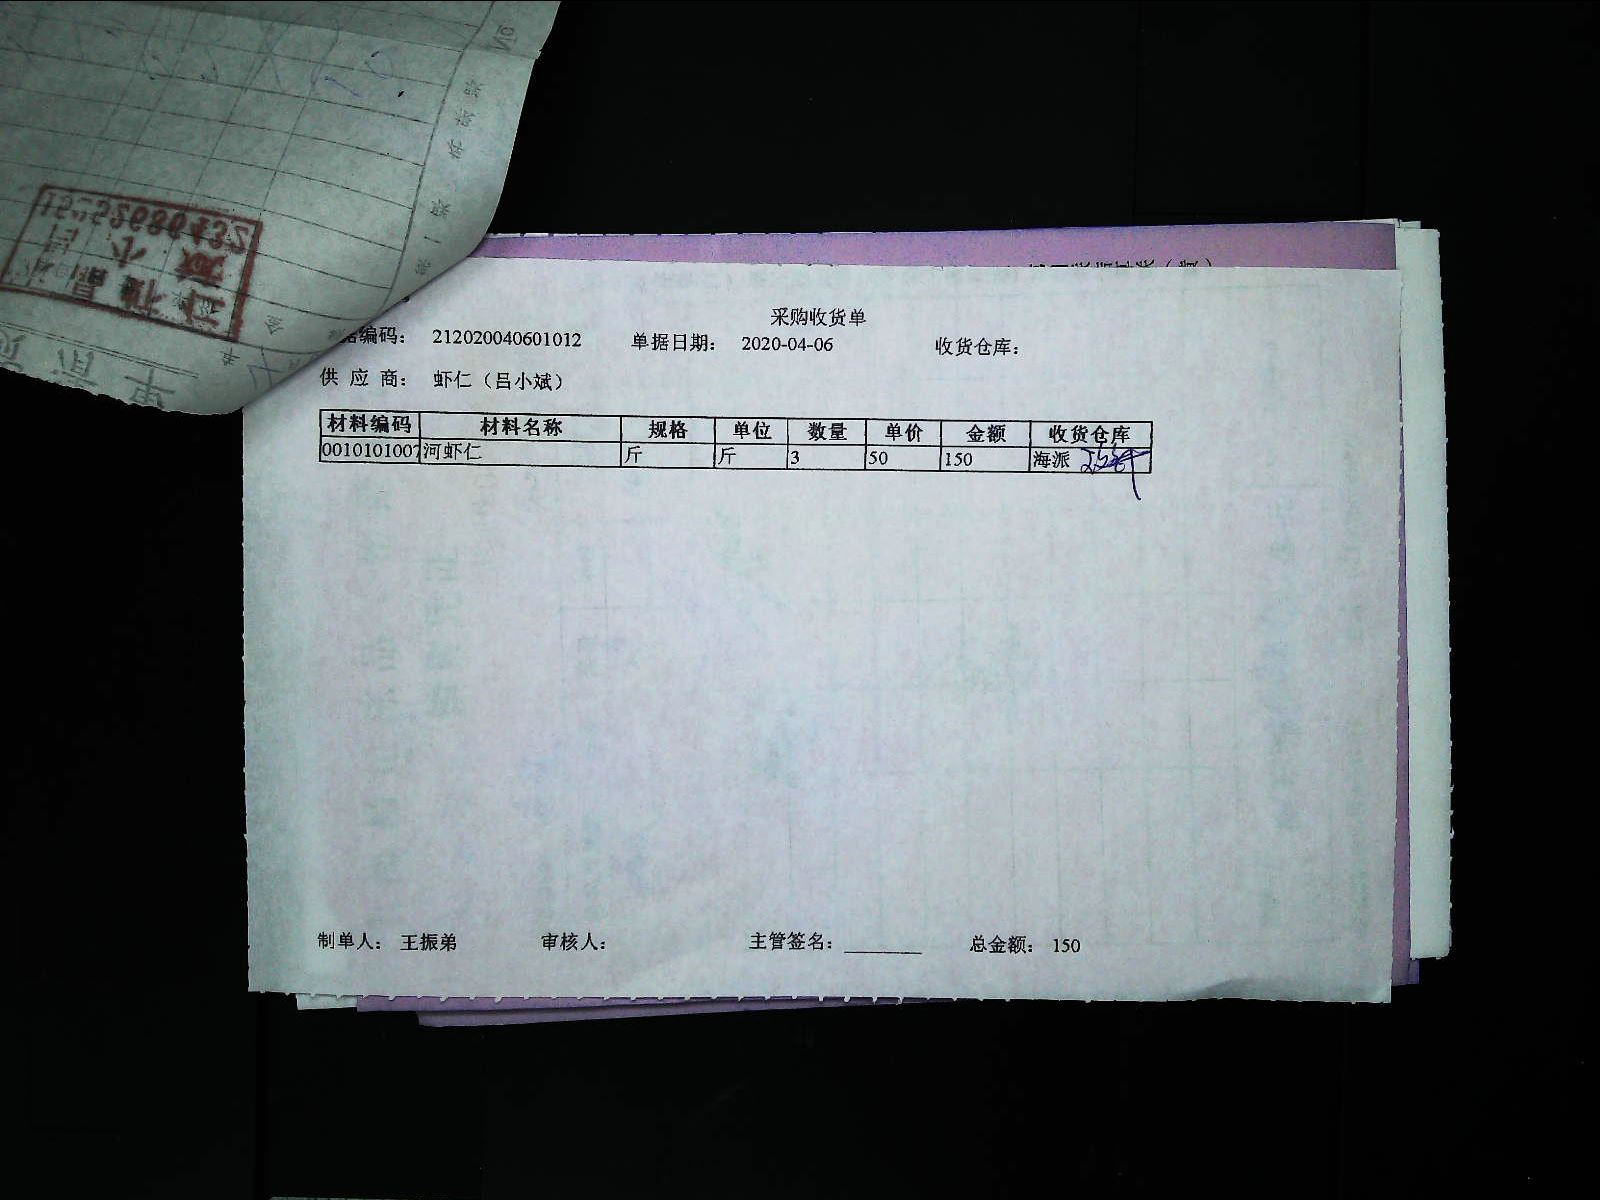 采购收货单
编码： 212020040601012 单据日期： 2020-04-06 收货仓库：
供 应 商： 虾仁（吕小斌）
材料编码 材料名称 规格 单位 数量 单价 金额 收货仓库
0010101007 河虾仁 斤 斤 3 50 150 海派
制单人： 王振弟 审核人： 主管签名：________ 总金额： 150